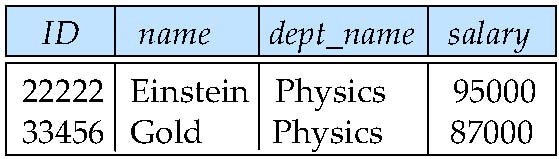 ID name dept_name salary
22222 Einstein Physics 95000
33456 Gold Physics 87000